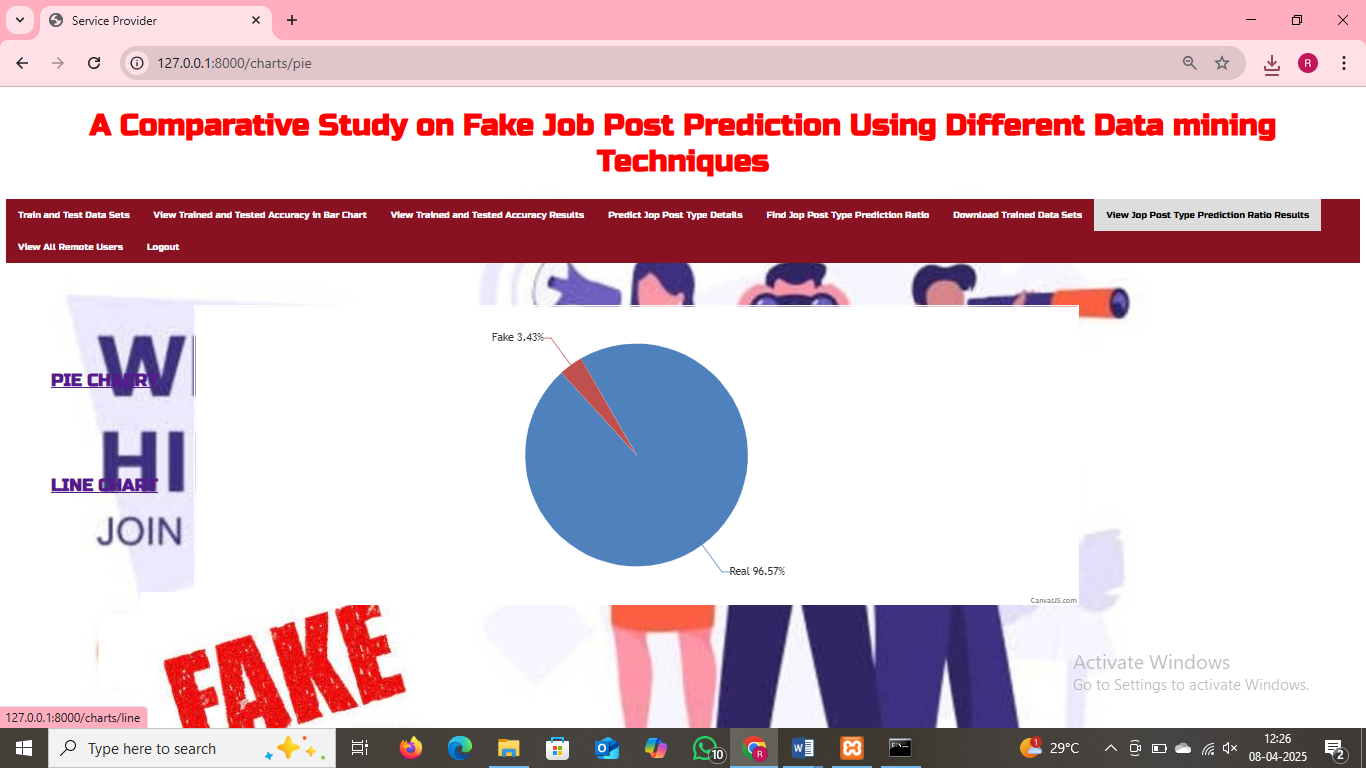 Service Provider
127.0.0.1:8000/charts/pie
R
A Comparative Study on Fake Job Post Prediction Using Different Data mining
Techniques
Train and Test Data Sets View Trained and Tested Accuracy in Bar Chart View Trained and Tested Accuracy Results Predict Jop Post Type Details Find Jop Post Type Prediction Ratio Download Trained Data Sets View Jop Post Type Prediction Ratio Results
View All Remote Users Logout
Fake 3.43%
PIE CHART
HI
LINE CHART
JOIN
Real 96.57%
CanvasJS.com
FAKE
Activate Windows
Go to Settings to activate Windows.
127.0.0.1:8000/charts/line
Type here to search
10
R
1
29°C
12:26
08-04-2025
2